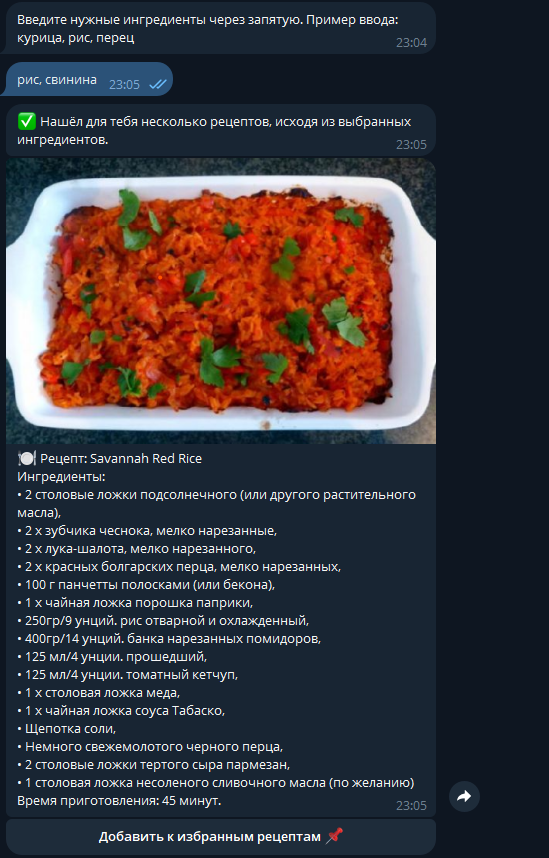 Введите нужные ингредиенты через запятую. Пример ввода:
курица, рис, перец
23:04
рис, свинина
23:05
✅ Нашёл для тебя несколько рецептов, исходя из выбранных
ингредиентов.
23:05
🍽 Рецепт: Savannah Red Rice
Ингредиенты:
• 2 столовые ложки подсолнечного (или другого растительного
масла),
• 2 x зубчика чеснока, мелко нарезанные,
• 2 x лука-шалота, мелко нарезанного,
• 2 x красных болгарских перца, мелко нарезанных,
• 100 г панчетты полосками (или бекона),
• 1 x чайная ложка порошка паприки,
• 250гр/9 унций. рис отварной и охлажденный,
• 400гр/14 унций. банка нарезанных помидоров,
• 125 мл/4 унции. прошедший,
• 125 мл/4 унции. томатный кетчуп,
• 1 x столовая ложка меда,
• 1 x чайная ложка соуса Табаско,
• Щепотка соли,
• Немного свежемолотого черного перца,
• 2 столовые ложки тертого сыра пармезан,
• 1 столовая ложка несоленого сливочного масла (по желанию)
Время приготовления: 45 минут.
23:05
Добавить к избранным рецептам 📌